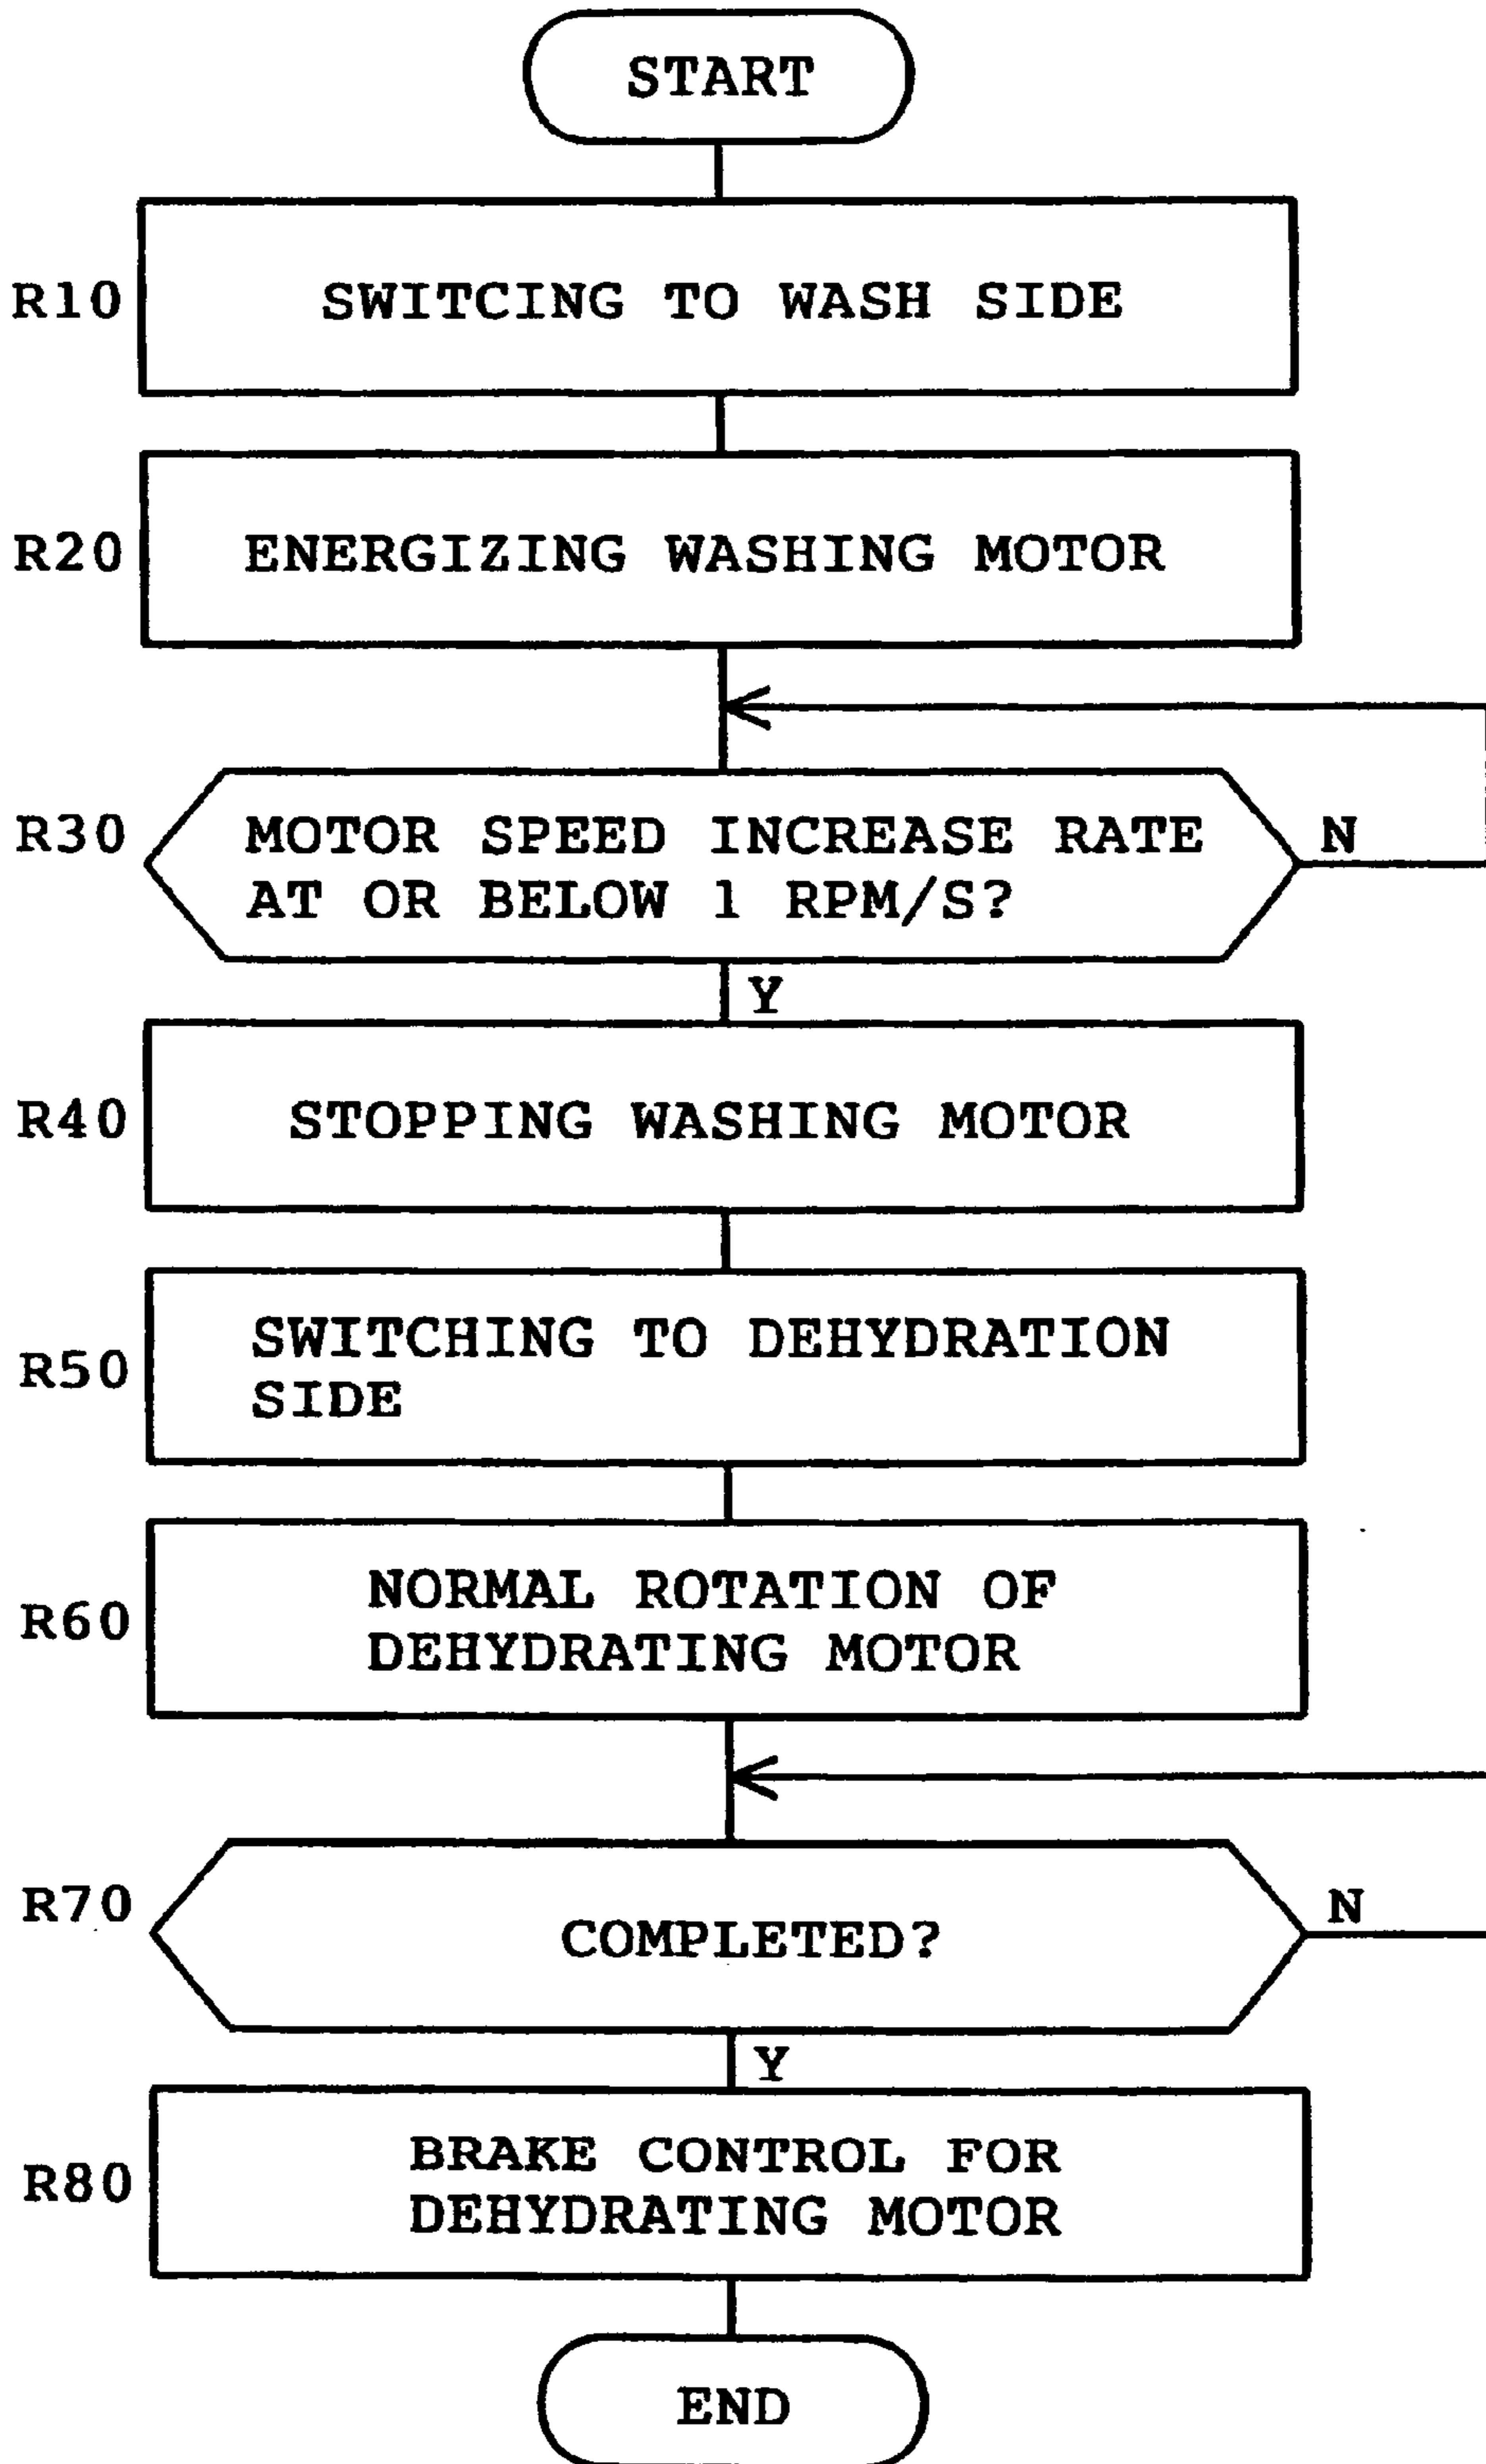 START
R10
SWITCING TO WASH SIDE
R20
ENERGIZING WASHING MOTOR
R30
MOTOR SPEED INCREASE RATE
AT OR BELOW 1 RPM/S?
N
Y
R40
STOPPING WASHING MOTOR
R50
SWITCHING TO DEHYDRATION
SIDE
R60
NORMAL ROTATION OF
DEHYDRATING MOTOR
R70
COMPLETED?
N
Y
R80
BRAKE CONTROL FOR
DEHYDRATING MOTOR
END